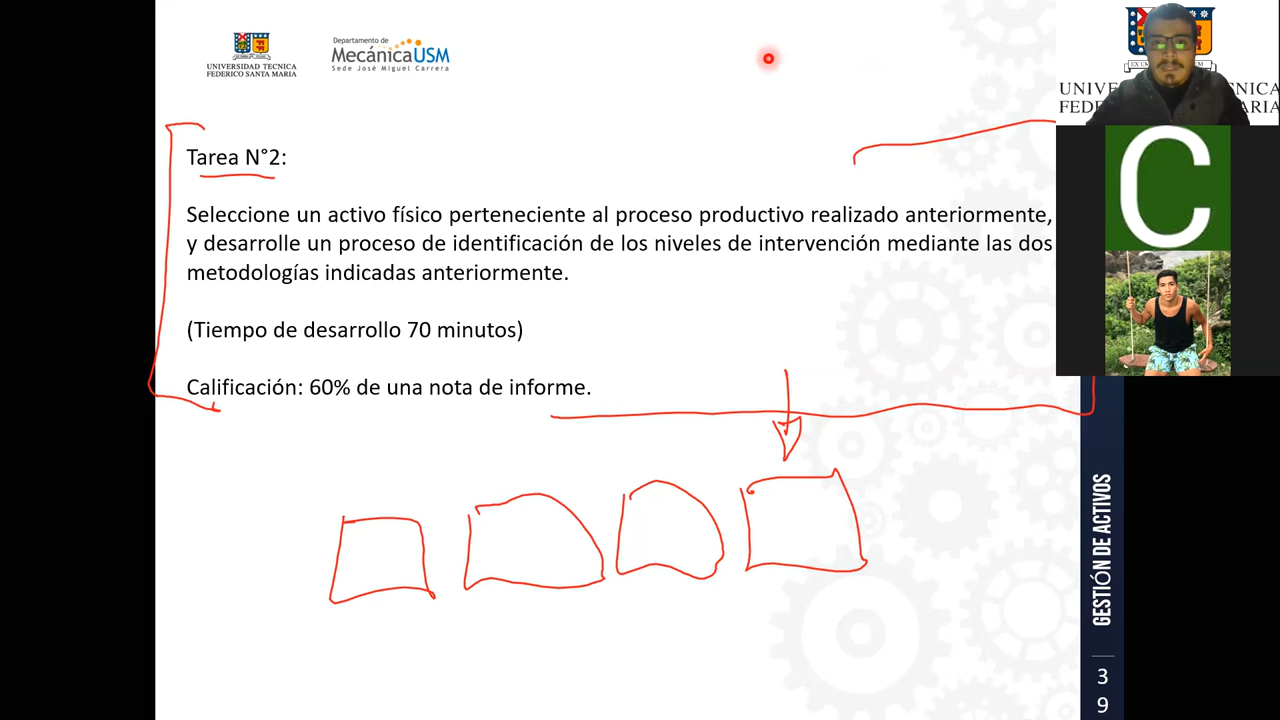 UNIVERSIDAD TECNICA
FEDERICO SANTA MARIA
Departamento de
MecánicaUSM
Sede José Miguel Carrera
Tarea N°2:
Seleccione un activo físico perteneciente al proceso productivo realizado anteriormente,
y desarrolle un proceso de identificación de los niveles de intervención mediante las dos
metodologías indicadas anteriormente.
(Tiempo de desarrollo 70 minutos)
Calificación: 60% de una nota de informe.
C
GESTIÓN DE ACTIVOS
3
9